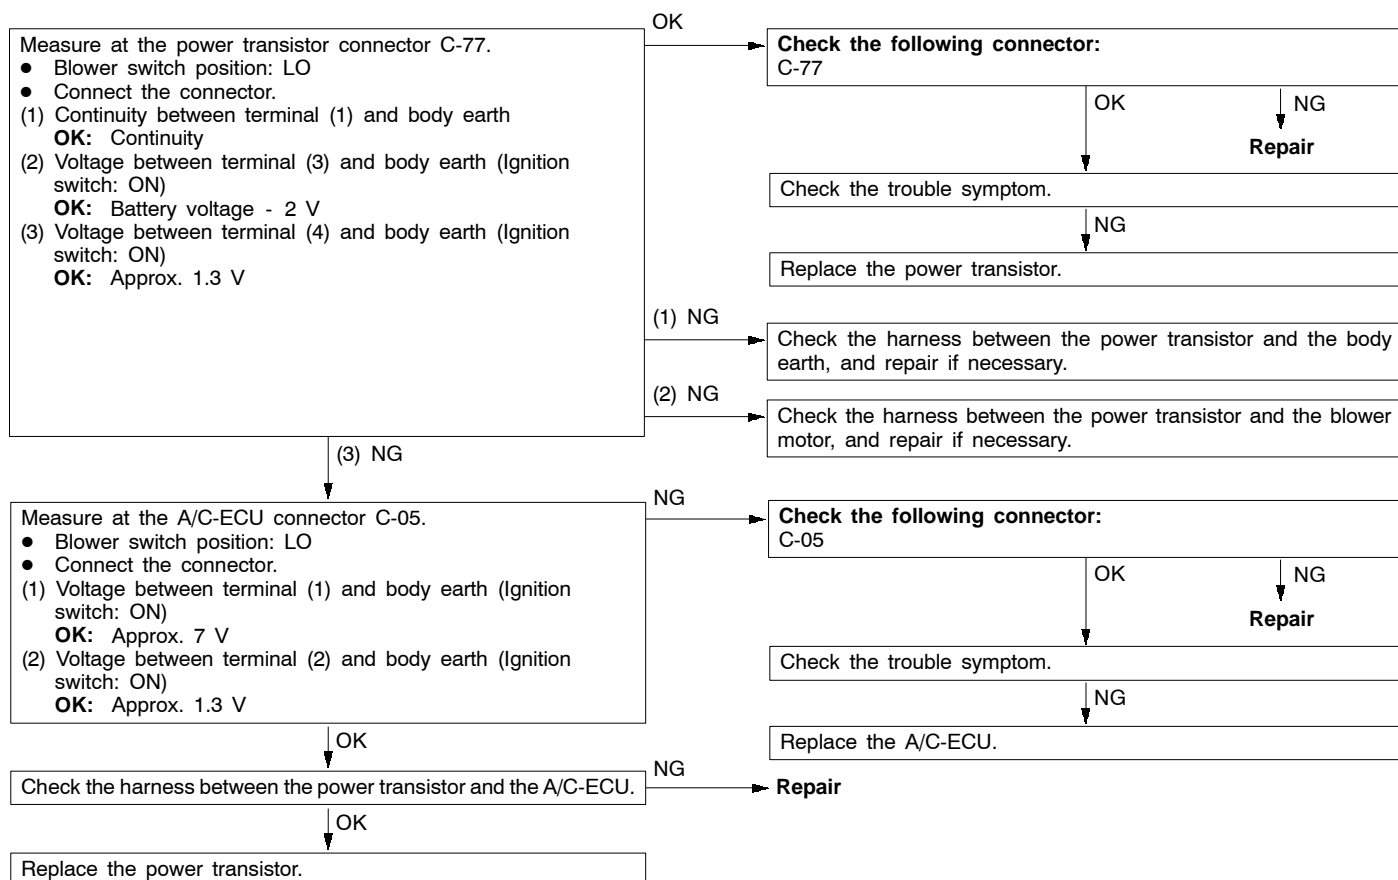 OK
Measure at the power transistor connector C-77.
● Blower switch position: LO
● Connect the connector.
(1) Continuity between terminal (1) and body earth
OK: Continuity
(2) Voltage between terminal (3) and body earth (Ignition
switch: ON)
OK: Battery voltage - 2 V
(3) Voltage between terminal (4) and body earth (Ignition
switch: ON)
OK: Approx. 1.3 V
Check the following connector:
C-77
OK
NG
Repair
Check the trouble symptom.
NG
Replace the power transistor.
(1) NG
Check the harness between the power transistor and the body
earth, and repair if necessary.
(2) NG
Check the harness between the power transistor and the blower
motor, and repair if necessary.
(3) NG
Measure at the A/C-ECU connector C-05.
● Blower switch position: LO
● Connect the connector.
(1) Voltage between terminal (1) and body earth (Ignition
switch: ON)
OK: Approx. 7 V
(2) Voltage between terminal (2) and body earth (Ignition
switch: ON)
OK: Approx. 1.3 V
NG
Check the following connector:
C-05
OK
NG
Repair
Check the trouble symptom.
NG
Replace the A/C-ECU.
OK
Check the harness between the power transistor and the A/C-ECU.
NG
Repair
OK
Replace the power transistor.